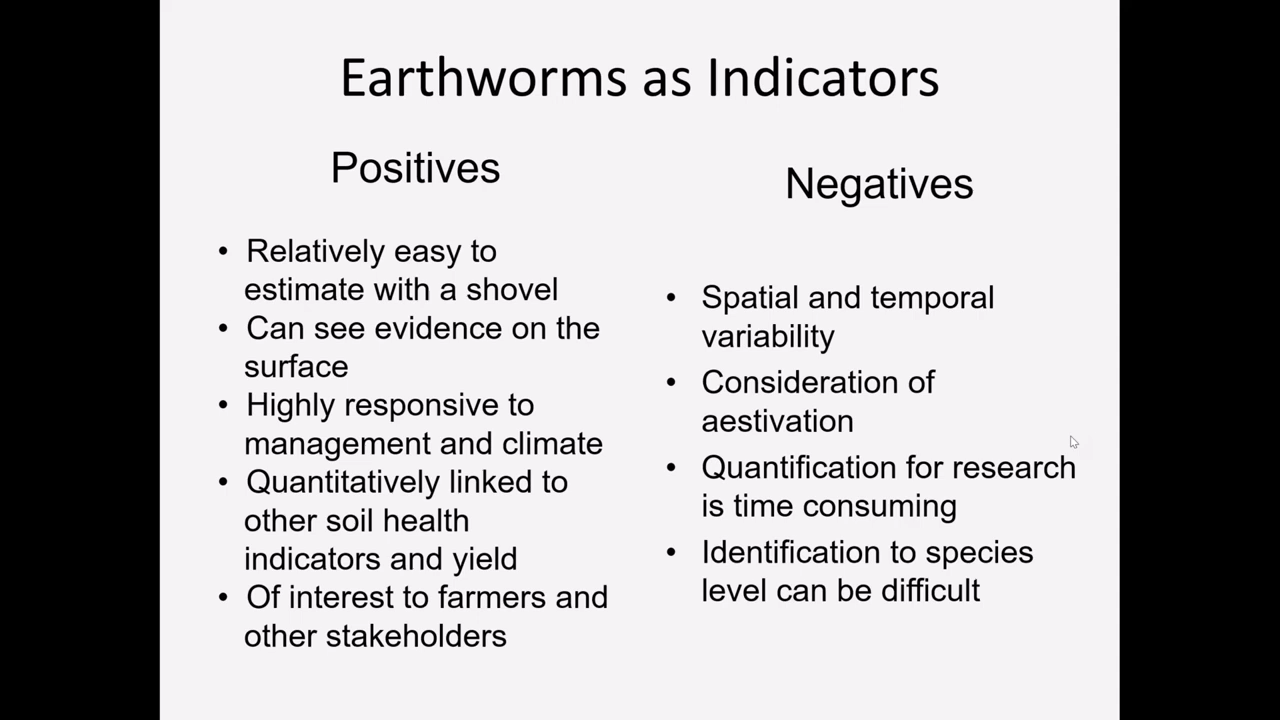 Earthworms as Indicators
Positives
• Relatively easy to
estimate with a shovel
• Can see evidence on the
surface
• Highly responsive to
management and climate
• Quantitatively linked to
other soil health
indicators and yield
• Of interest to farmers and
other stakeholders
Negatives
• Spatial and temporal
variability
• Consideration of
aestivation
• Quantification for research
is time consuming
• Identification to species
level can be difficult